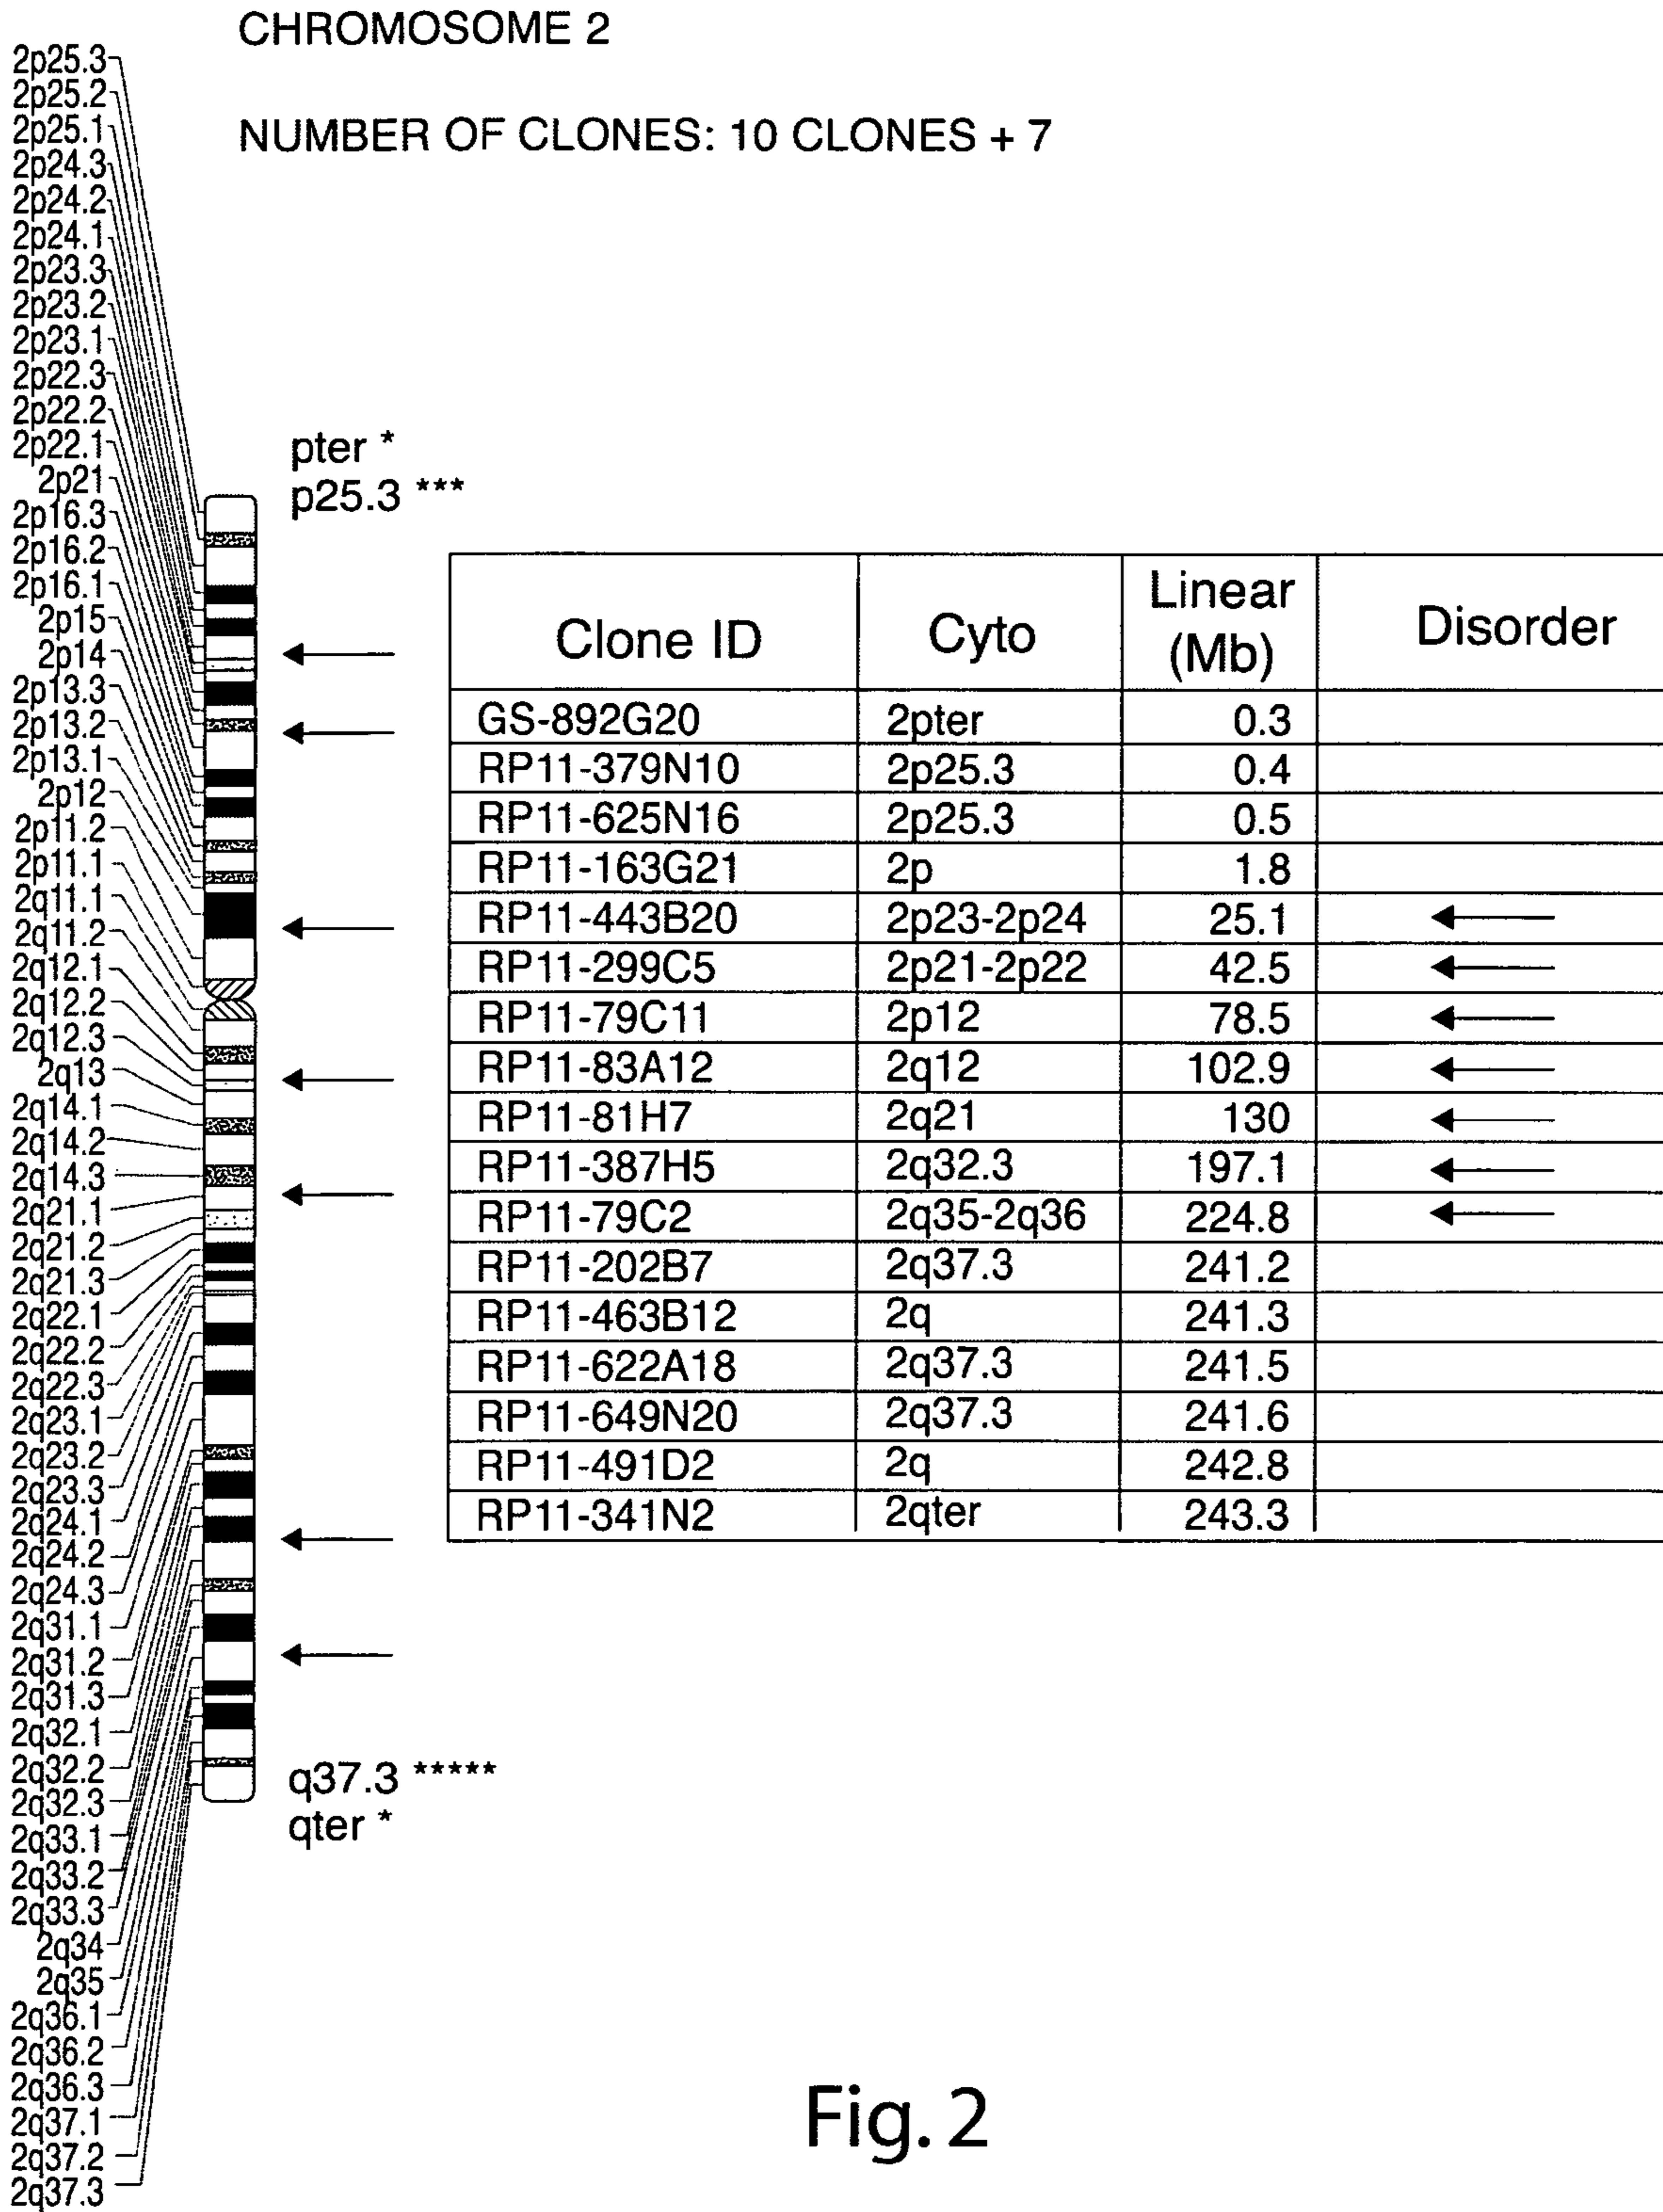 CHROMOSOME 2
NUMBER OF CLONES: 10 CLONES + 7
2p25.3
2p25.2
2p25.1
2p24.3
2p24.2
2p24.1
2p23.3
2p23.2
2p23.1
2p22.3
2p22.2
2p22.1
2p21
2p16.3
2p16.2
2p16.1
2p15
2p14
2p13.3
2p13.2
2p13.1
2p12
2p11.2
2p11.1
2q11.1
2q11.2
2q12.1
2q12.2
2q12.3
2q13
2q14.1
2q14.2
2q14.3
2q21.1
2q21.2
2q21.3
2q22.1
2q22.2
2q22.3
2q23.1
2q23.2
2q23.3
2q24.1
2q24.2
2q24.3
2q31.1
2q31.2
2q31.3
2q32.1
2q32.2
2q32.3
2q33.1
2q33.2
2q33.3
2q34
2q35
2q36.1
2q36.2
2q36.3
2q37.1
2q37.2
2q37.3
pter *
p25.3 ***
q37.3 *****
qter *
Clone ID Cyto Linear (Mb) Disorder
GS-892G20 2pter 0.3
RP11-379N10 2p25.3 0.4
RP11-625N16 2p25.3 0.5
RP11-163G21 2p 1.8
RP11-443B20 2p23-2p24 25.1
RP11-299C5 2p21-2p22 42.5
RP11-79C11 2p12 78.5
RP11-83A12 2q12 102.9
RP11-81H7 2q21 130
RP11-387H5 2q32.3 197.1
RP11-79C2 2q35-2q36 224.8
RP11-202B7 2q37.3 241.2
RP11-463B12 2q 241.3
RP11-622A18 2q37.3 241.5
RP11-649N20 2q37.3 241.6
RP11-491D2 2q 242.8
RP11-341N2 2qter 243.3
Fig. 2